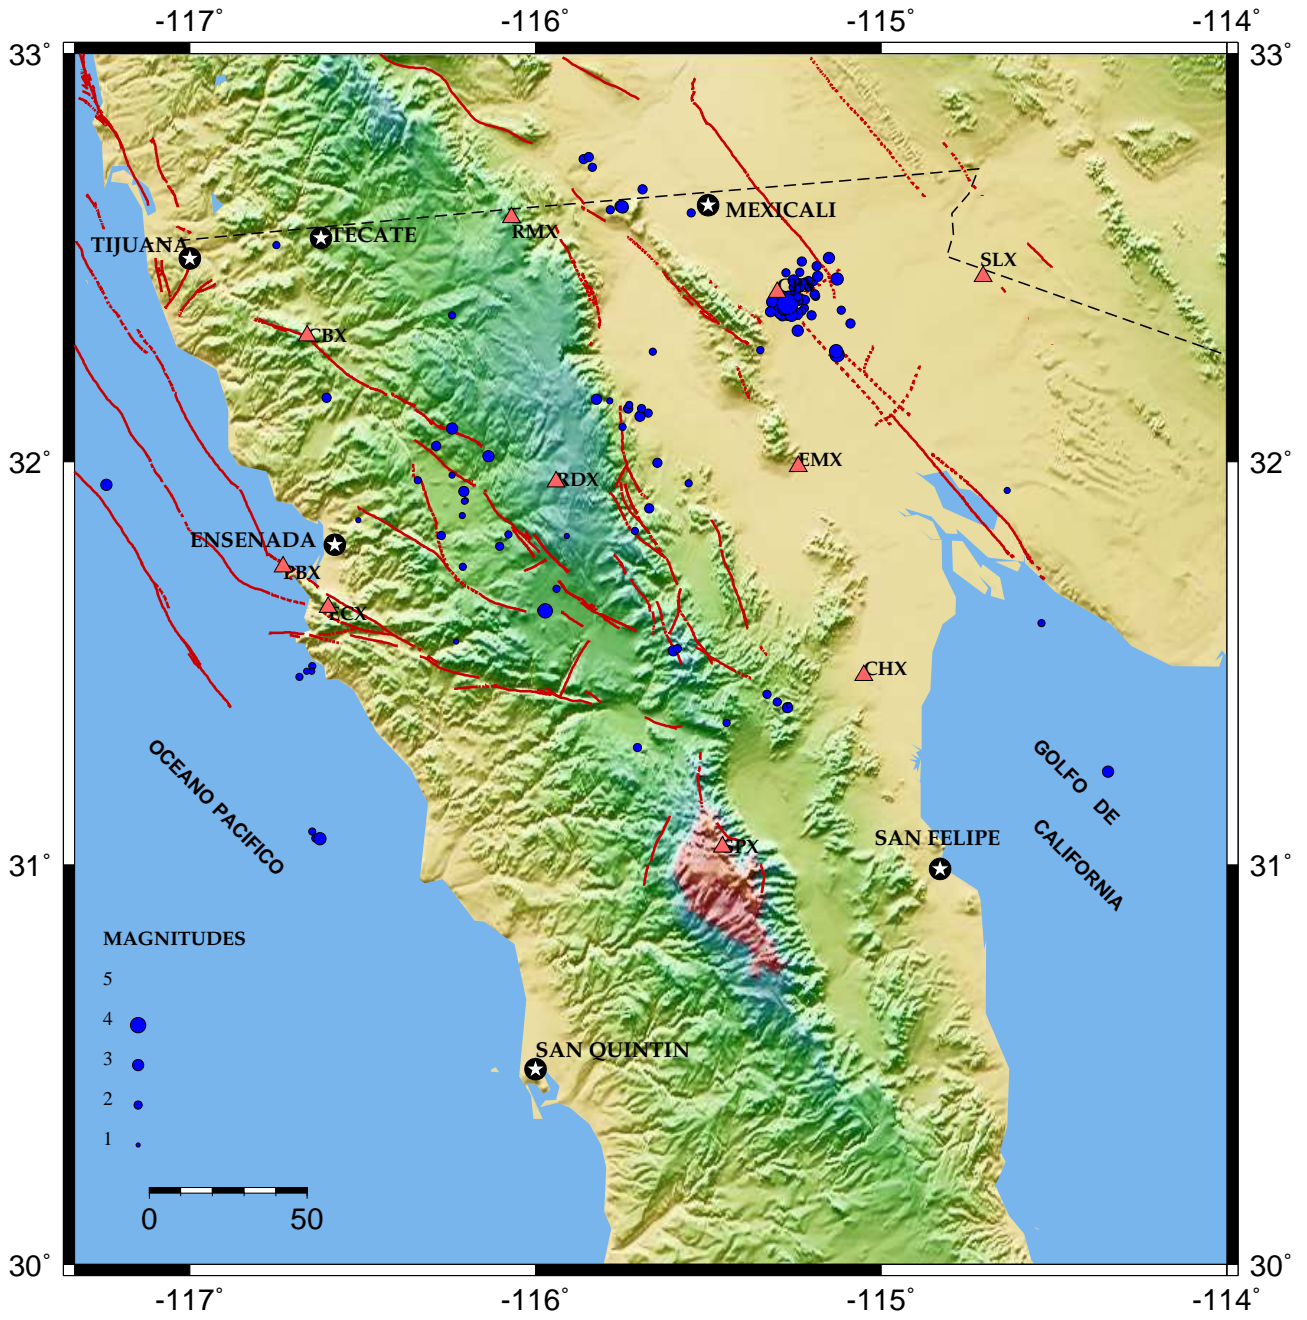 -117° -116° -115° -114°
33° 33°
MEXICALI
TECATE
RMX
TIJUANA
SLX
CBX
32° 32°
EMX
RDX
ENSENADA
PBX
ECX
CHX
OCEANO PACIFICO
GOLFO DE
CALIFORNIA
SPX
SAN FELIPE
31° 31°
MAGNITUDES
5
4
3
2
1
SAN QUINTIN
0 50
30° 30°
-117° -116° -115° -114°